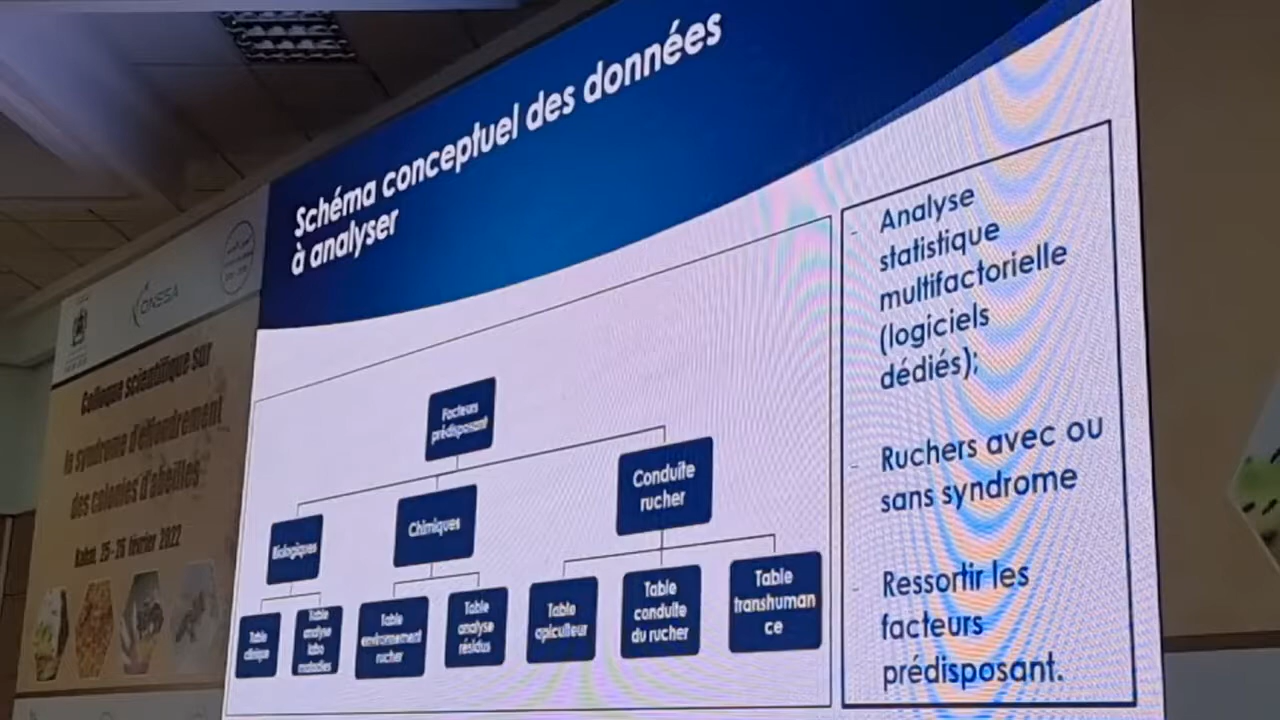 Schéma conceptuel des données
à analyser
ONSSA
Colloque scientifique sur
le syndrome d'effondrement
des colonies d'abeilles
Rabat, 25-26 février 2022
Facteurs
prédisposant
Biologiques
Chimiques
Conduite
rucher
Table
clinique
Table
analyse
labo
maladies
Table
environnement
rucher
Table
analyse
résidus
Table
apiculteur
Table
conduite
du rucher
Table
transhuman
ce
- Analyse
statistique
multifactorielle
(logiciels
dédiés);
- Ruchers avec ou
sans syndrome
- Ressortir les
facteurs
prédisposant.